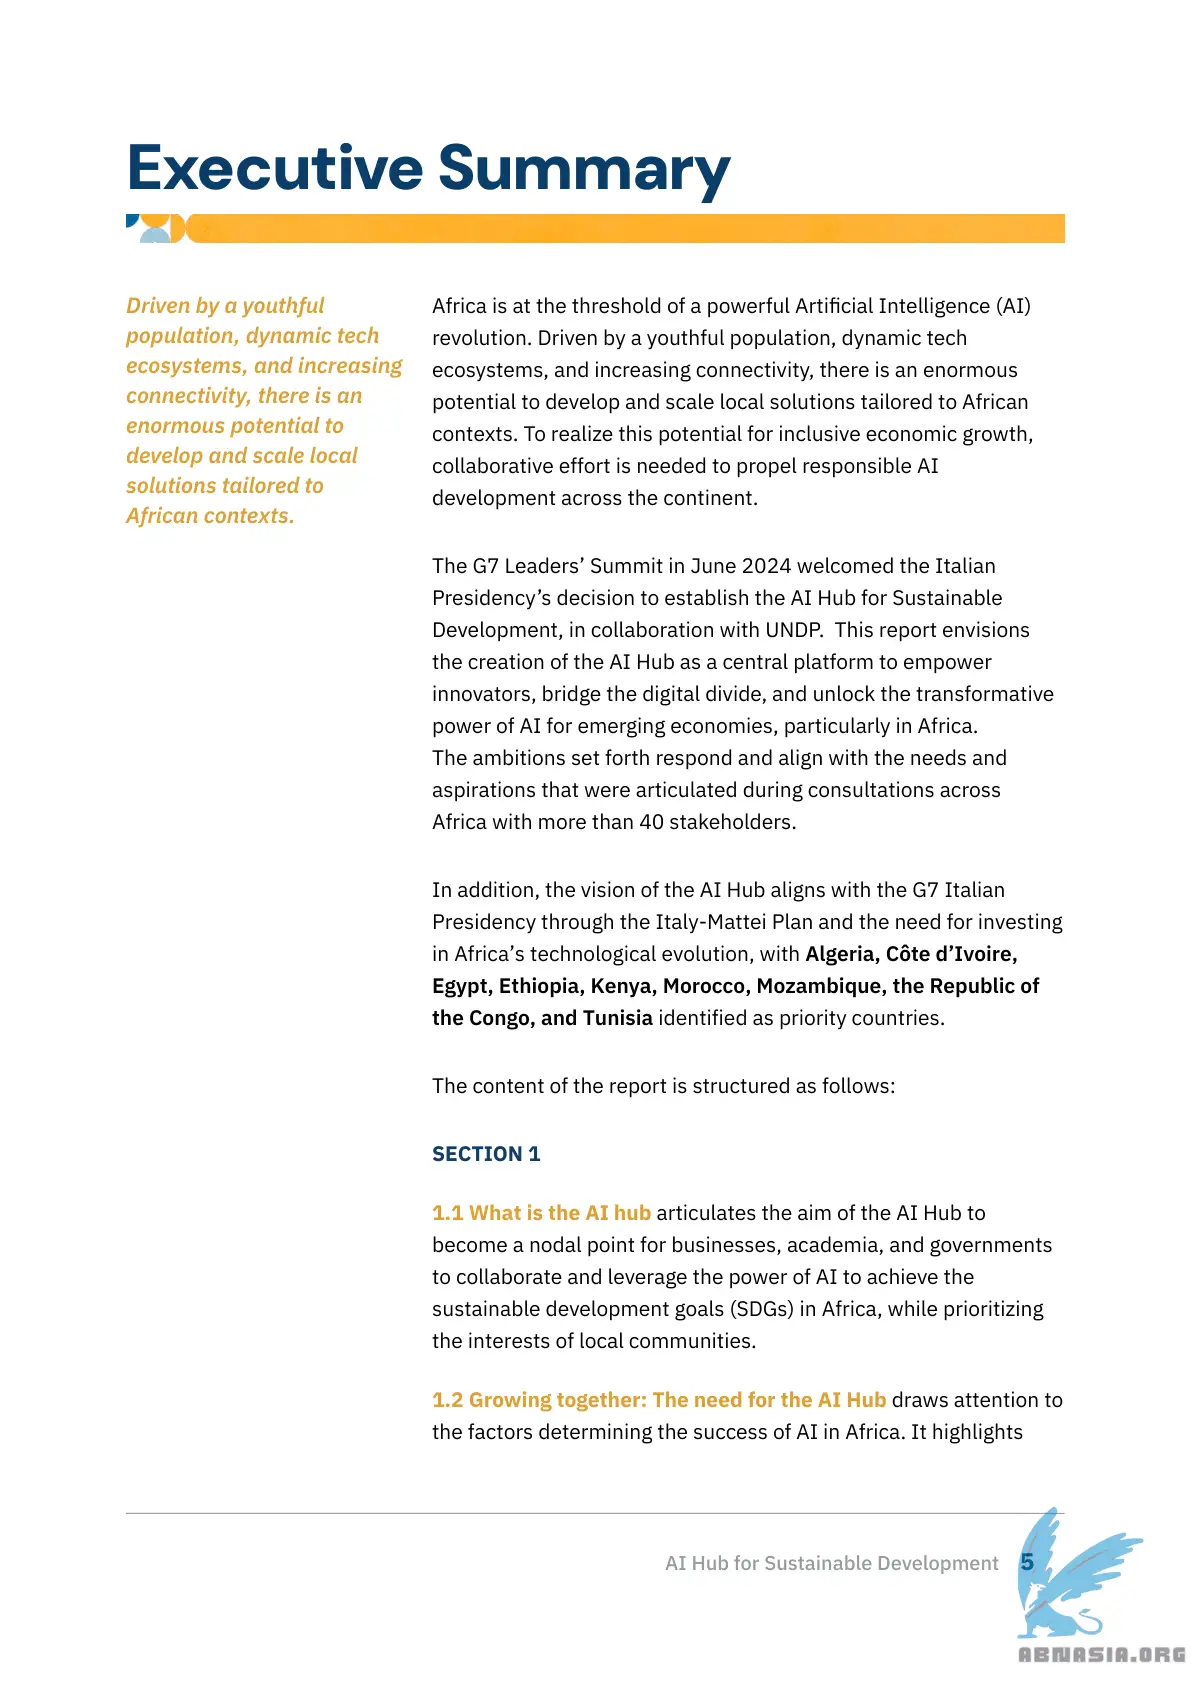 Executive Summary
Driven by a youthful
population, dynamic tech
ecosystems, and increasing
connectivity, there is an
enormous potential to
develop and scale local
solutions tailored to
African contexts.
Africa is at the threshold of a powerful Artificial Intelligence (AI)
revolution. Driven by a youthful population, dynamic tech
ecosystems, and increasing connectivity, there is an enormous
potential to develop and scale local solutions tailored to African
contexts. To realize this potential for inclusive economic growth,
collaborative effort is needed to propel responsible AI
development across the continent.
The G7 Leaders’ Summit in June 2024 welcomed the Italian
Presidency’s decision to establish the AI Hub for Sustainable
Development, in collaboration with UNDP.  This report envisions
the creation of the AI Hub as a central platform to empower
innovators, bridge the digital divide, and unlock the transformative
power of AI for emerging economies, particularly in Africa.
The ambitions set forth respond and align with the needs and
aspirations that were articulated during consultations across
Africa with more than 40 stakeholders.
In addition, the vision of the AI Hub aligns with the G7 Italian
Presidency through the Italy-Mattei Plan and the need for investing
in Africa’s technological evolution, with Algeria, Côte d’Ivoire,
Egypt, Ethiopia, Kenya, Morocco, Mozambique, the Republic of
the Congo, and Tunisia identified as priority countries.
The content of the report is structured as follows:
SECTION 1
1.1 What is the AI hub articulates the aim of the AI Hub to
become a nodal point for businesses, academia, and governments
to collaborate and leverage the power of AI to achieve the
sustainable development goals (SDGs) in Africa, while prioritizing
the interests of local communities.
1.2 Growing together: The need for the AI Hub draws attention to
the factors determining the success of AI in Africa. It highlights
AI Hub for Sustainable Development 5
ABNASIA.ORG